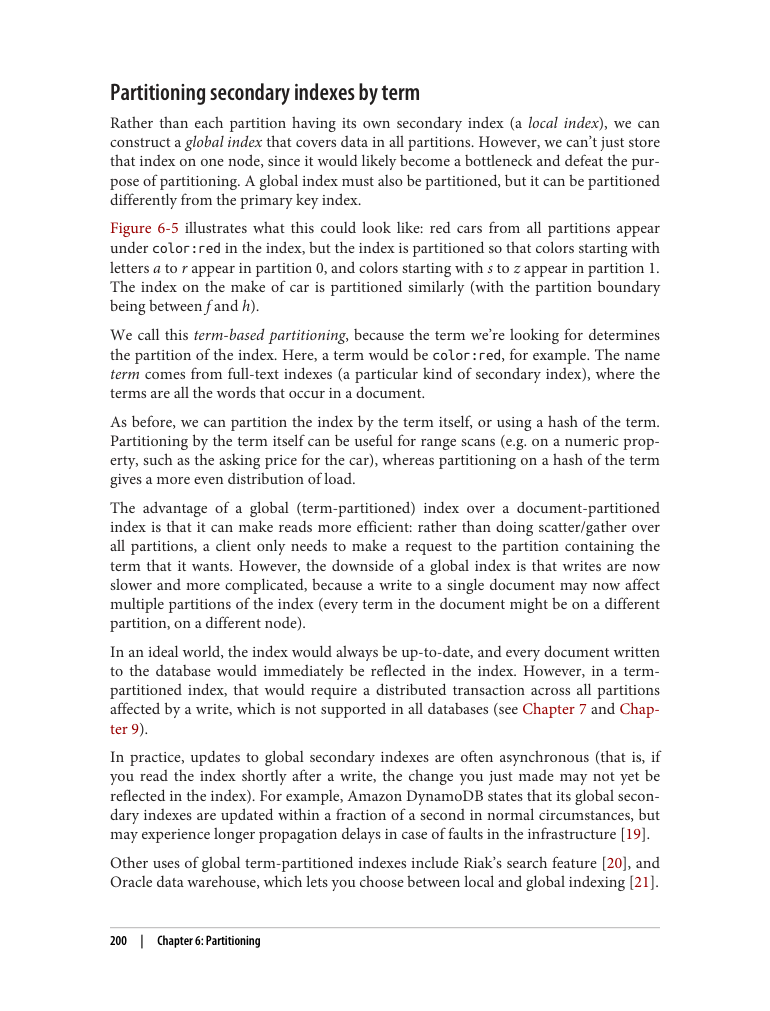 Partitioning secondary indexes by term
Rather than each partition having its own secondary index (a local index), we can
construct a global index that covers data in all partitions. However, we can't just store
that index on one node, since it would likely become a bottleneck and defeat the pur-
pose of partitioning. A global index must also be partitioned, but it can be partitioned
differently from the primary key index.
Figure 6-5 illustrates what this could look like: red cars from all partitions appear
under color:red in the index, but the index is partitioned so that colors starting with
letters a to r appear in partition 0, and colors starting with s to z appear in partition 1.
The index on the make of car is partitioned similarly (with the partition boundary
being between f and h).
We call this term-based partitioning, because the term we're looking for determines
the partition of the index. Here, a term would be color:red, for example. The name
term comes from full-text indexes (a particular kind of secondary index), where the
terms are all the words that occur in a document.
As before, we can partition the index by the term itself, or using a hash of the term.
Partitioning by the term itself can be useful for range scans (e.g. on a numeric prop-
erty, such as the asking price for the car), whereas partitioning on a hash of the term
gives a more even distribution of load.
The advantage of a global (term-partitioned) index over a document-partitioned
index is that it can make reads more efficient: rather than doing scatter/gather over
all partitions, a client only needs to make a request to the partition containing the
term that it wants. However, the downside of a global index is that writes are now
slower and more complicated, because a write to a single document may now affect
multiple partitions of the index (every term in the document might be on a different
partition, on a different node).
In an ideal world, the index would always be up-to-date, and every document written
to the database would immediately be reflected in the index. However, in a term-
partitioned index, that would require a distributed transaction across all partitions
affected by a write, which is not supported in all databases (see Chapter 7 and Chap-
ter 9).
In practice, updates to global secondary indexes are often asynchronous (that is, if
you read the index shortly after a write, the change you just made may not yet be
reflected in the index). For example, Amazon DynamoDB states that its global secon-
dary indexes are updated within a fraction of a second in normal circumstances, but
may experience longer propagation delays in case of faults in the infrastructure [19].
Other uses of global term-partitioned indexes include Riak's search feature [20], and
Oracle data warehouse, which lets you choose between local and global indexing [21].
200 | Chapter 6: Partitioning